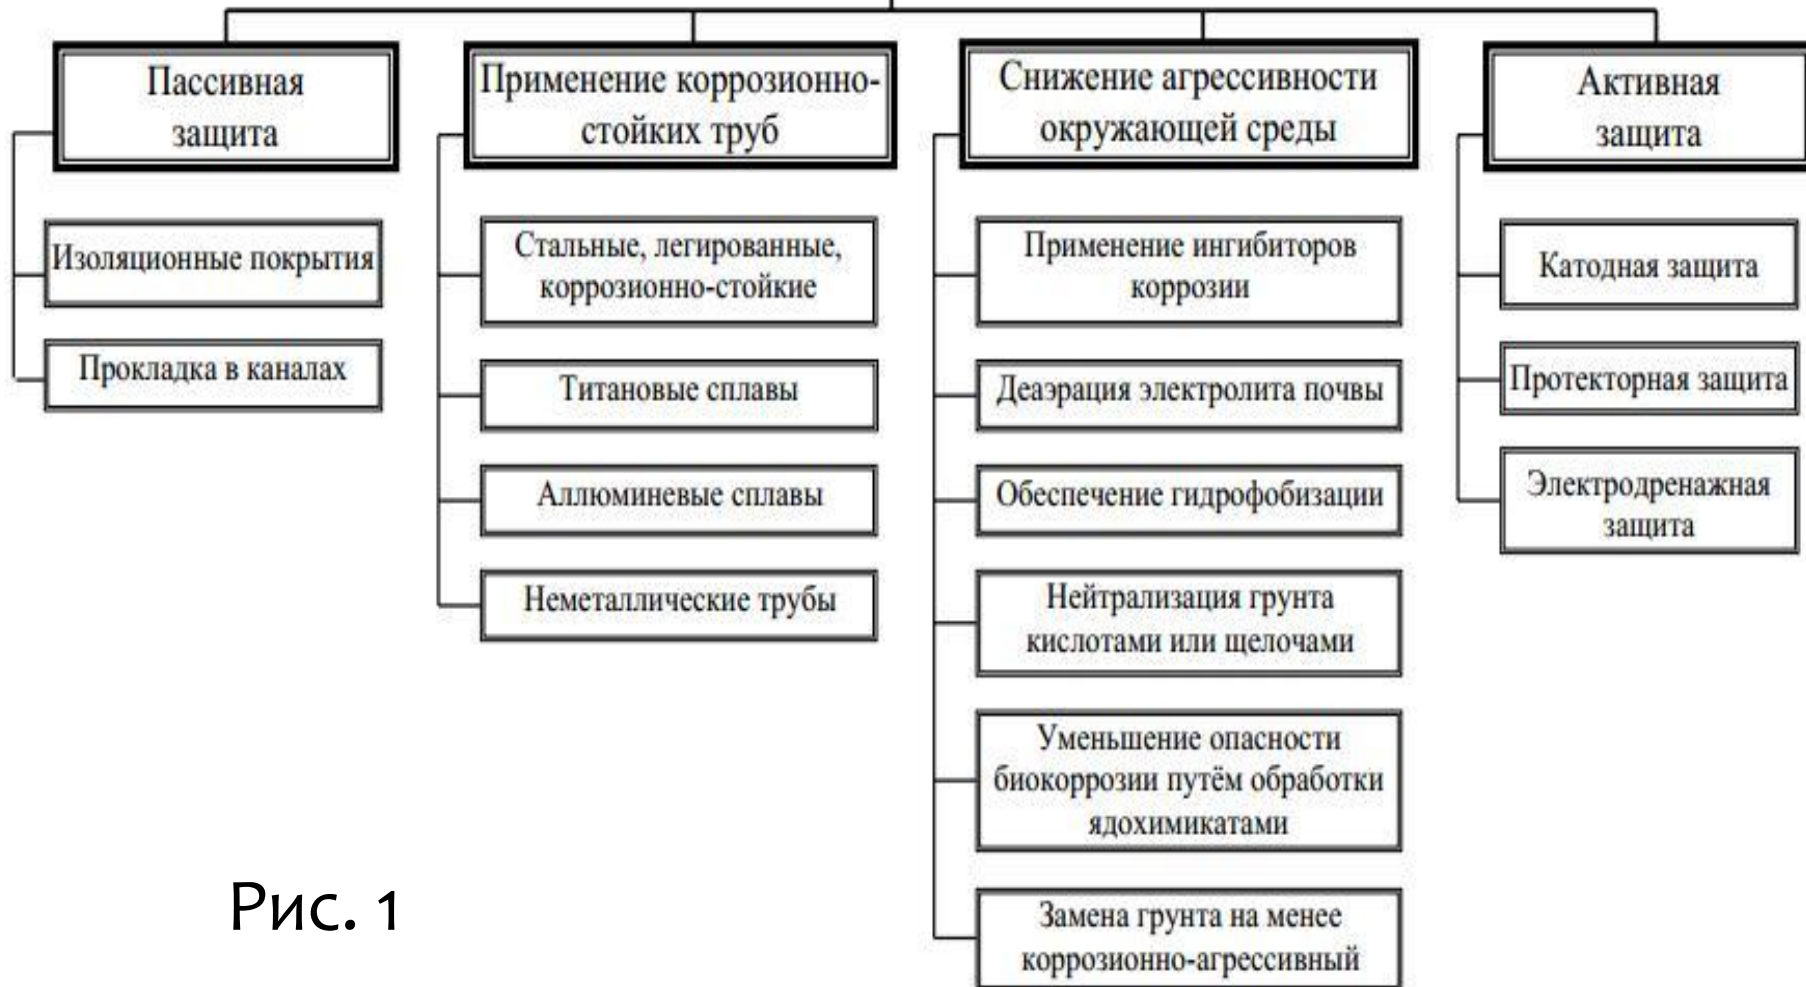 Пассивная
защита
Изоляционные покрытия
Прокладка в каналах
Применение коррозионно-
стойких труб
Стальные, легированные,
коррозионно-стойкие
Титановые сплавы
Аллюминевые сплавы
Неметаллические трубы
Снижение агрессивности
окружающей среды
Применение ингибиторов
коррозии
Деаэрация электролита почвы
Обеспечение гидрофобизации
Нейтрализация грунта
кислотами или щелочами
Уменьшение опасности
биокоррозии путём обработки
ядохимикатами
Замена грунта на менее
коррозионно-агрессивный
Активная
защита
Катодная защита
Протекторная защита
Электродренажная
защита
Рис. 1